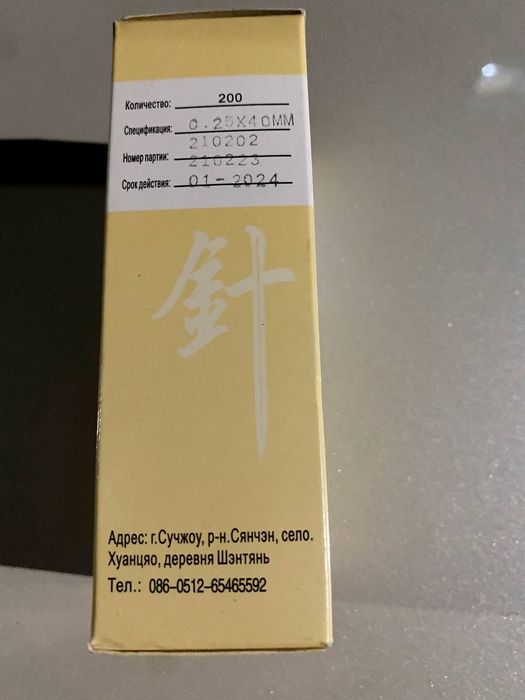 Количество: 200
Спецификация: 0.25X40MM
210202
Номер партии: 210223
Срок действия: 01-2024
針
Адрес: г.Сучжоу, р-н.Сянчэн, село.
Хуанцяо, деревня Шэнтянь
Тел.: 086-0512-65465592